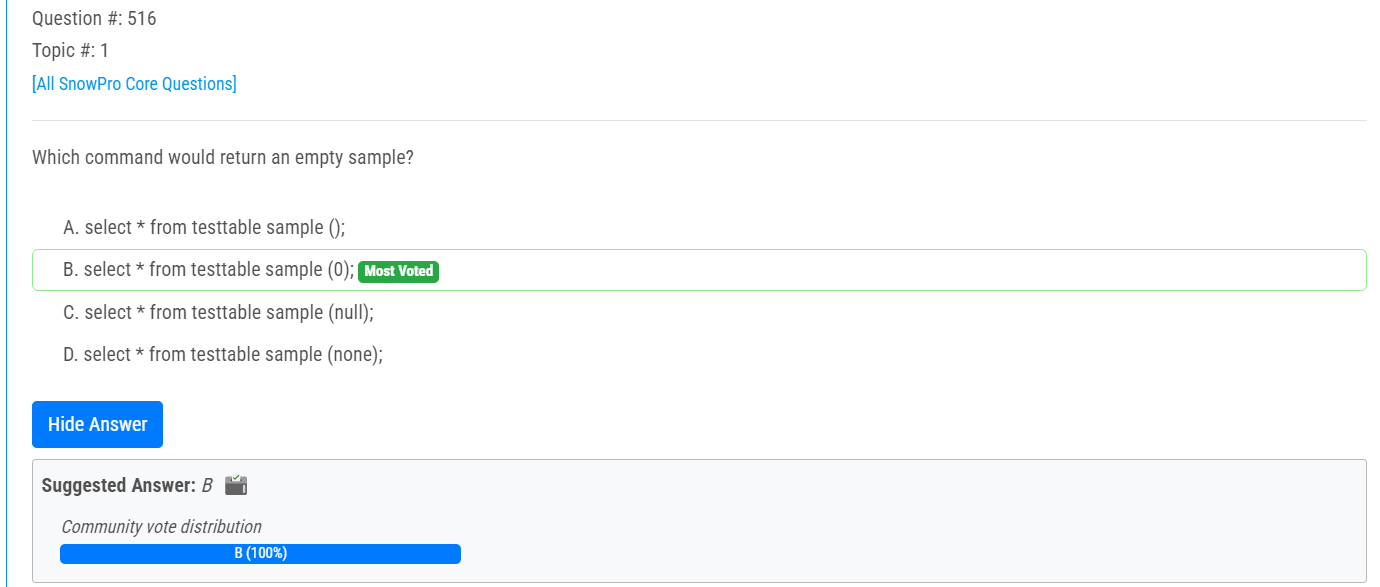 Question #: 516
Topic #: 1
[All SnowPro Core Questions]
Which command would return an empty sample?
A. select * from testtable sample ();
B. select * from testtable sample (0); Most Voted
C. select * from testtable sample (null);
D. select * from testtable sample (none);
Hide Answer
Suggested Answer: B
Community vote distribution
B (100%)